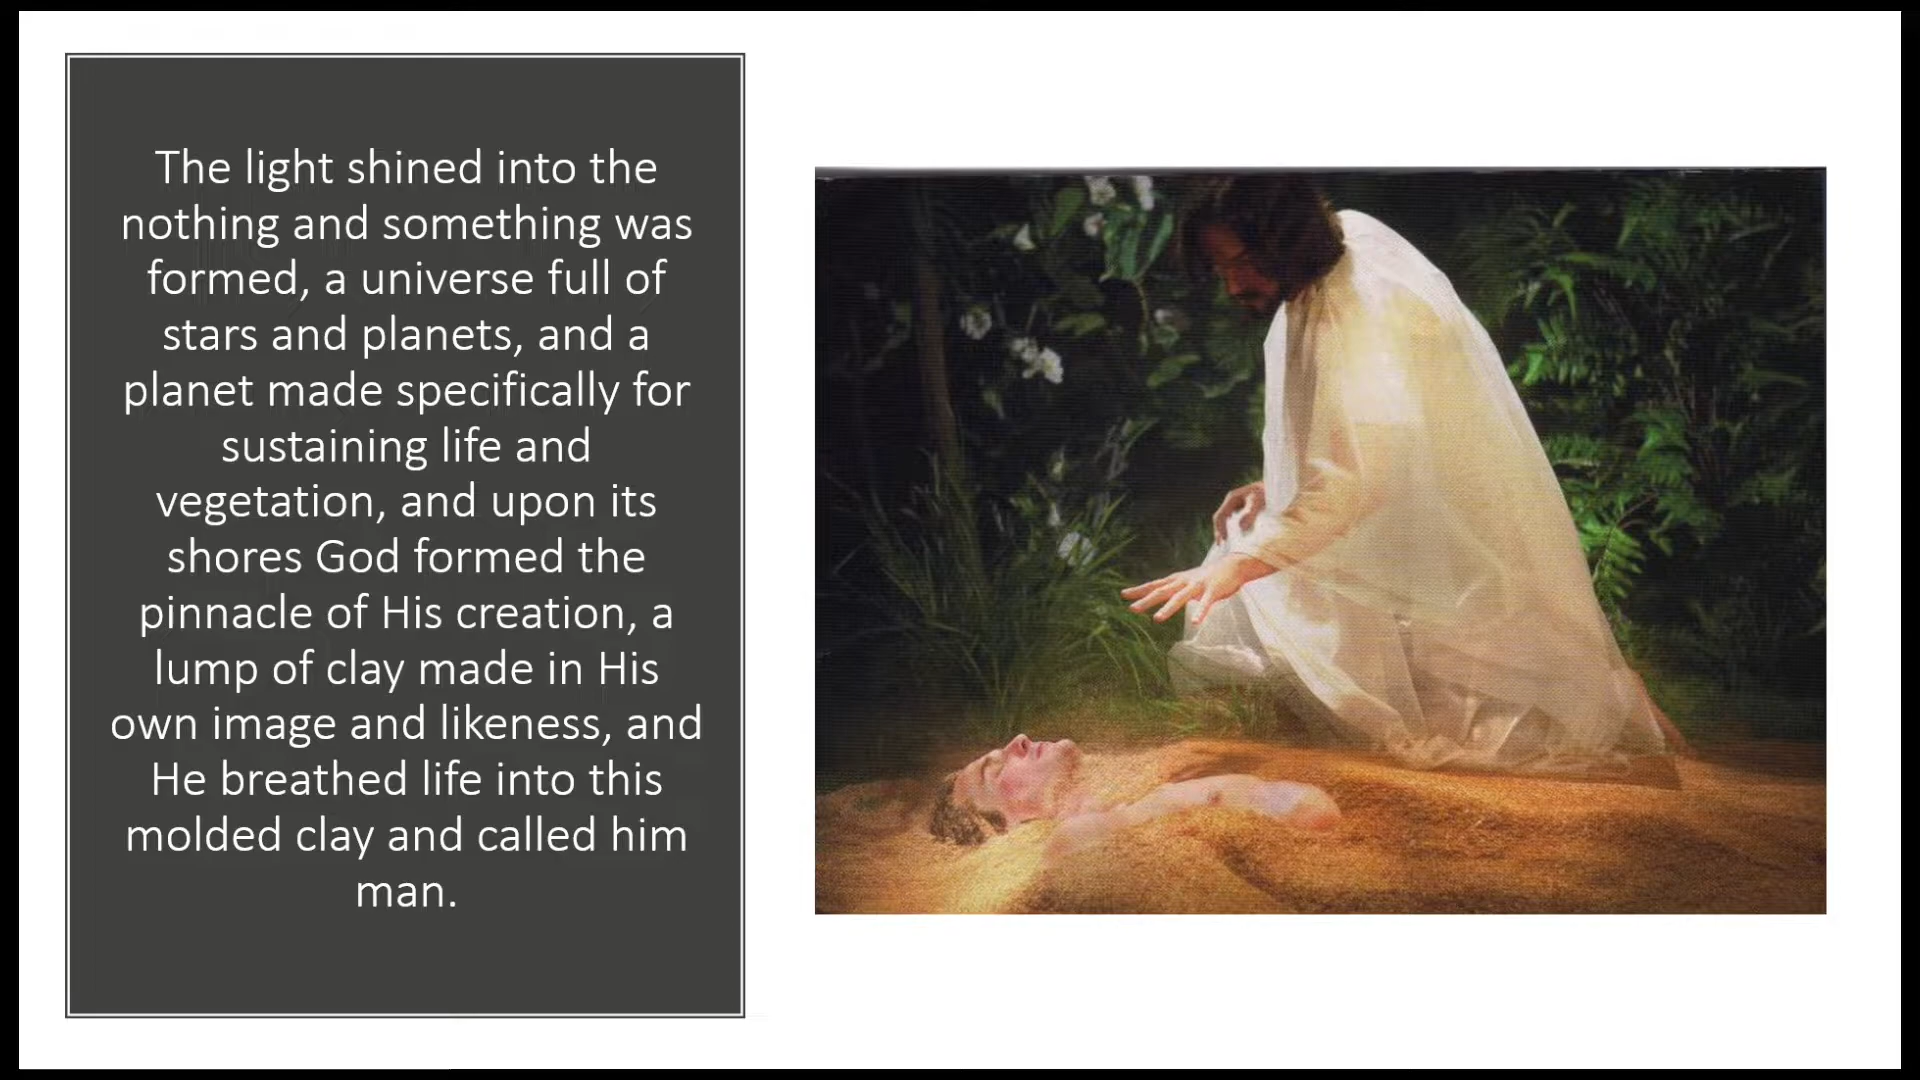 The light shined into the
nothing and something was
formed, a universe full of
stars and planets, and a
planet made specifically for
sustaining life and
vegetation, and upon its
shores God formed the
pinnacle of His creation, a
lump of clay made in His
own image and likeness, and
He breathed life into this
molded clay and called him
man.